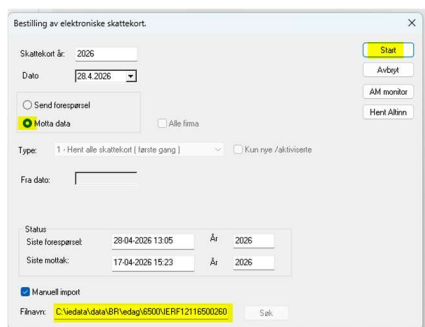 Bestilling av elektroniske skattekort.
Skattekort år: 2026
Start
Dato 28.4.2026
Avbryt
AM monitor
Send forespørsel
Hent Altinn
Motta data
Alle firma
Type: 1 - Hent alle skattekort ( første gang )
Kun nye /aktiviserte
Fra dato:
Status
Siste forespørsel: 28-04-2026 13:05 År 2026
Siste mottak: 17-04-2026 15:23 År 2026
Manuell import
Filnavn: C:\iedata\data\BR\edag\6500\IERF12116500260
Søk